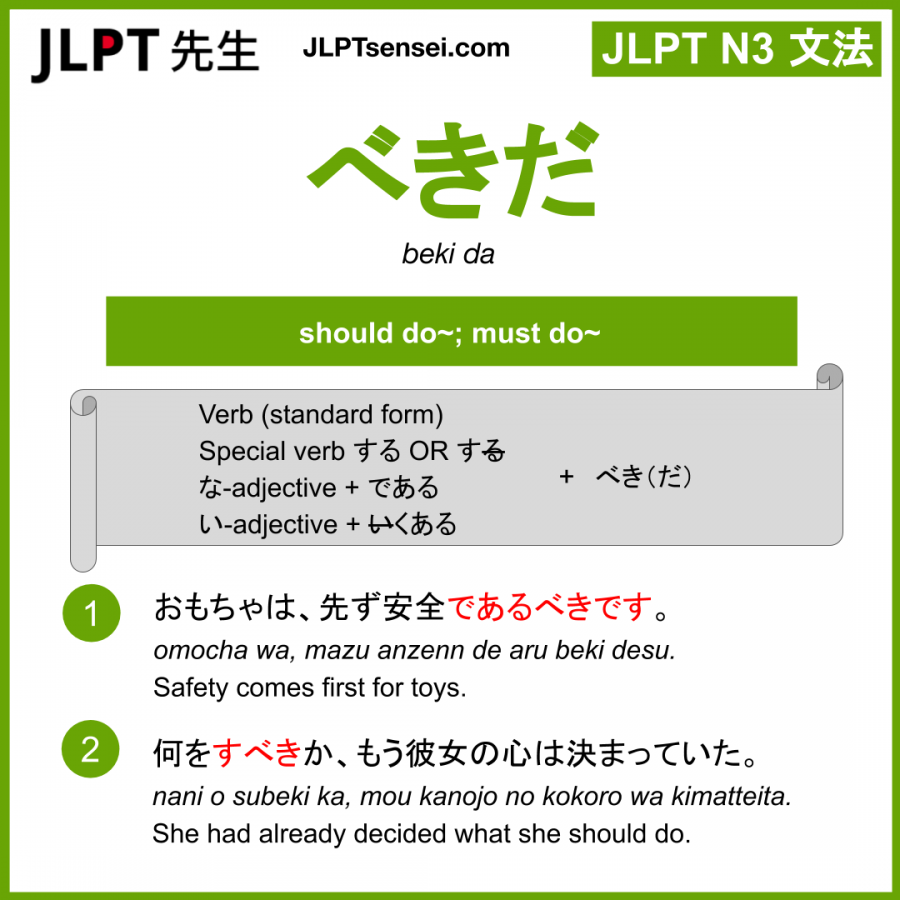 JLPT 先生
JLPTsensei.com
JLPT N3 文法
べきだ
beki da
should do~; must do~
Verb (standard form)
Special verb する OR する
な-adjective + である
い-adjective + いくある
+ べき（だ）
1
おもちゃは、先ず安全であるべきです。
omocha wa, mazu anzenn de aru beki desu.
Safety comes first for toys.
2
何をすべきか、もう彼女の心は決まっていた。
nani o subeki ka, mou kanojo no kokoro wa kimatteita.
She had already decided what she should do.